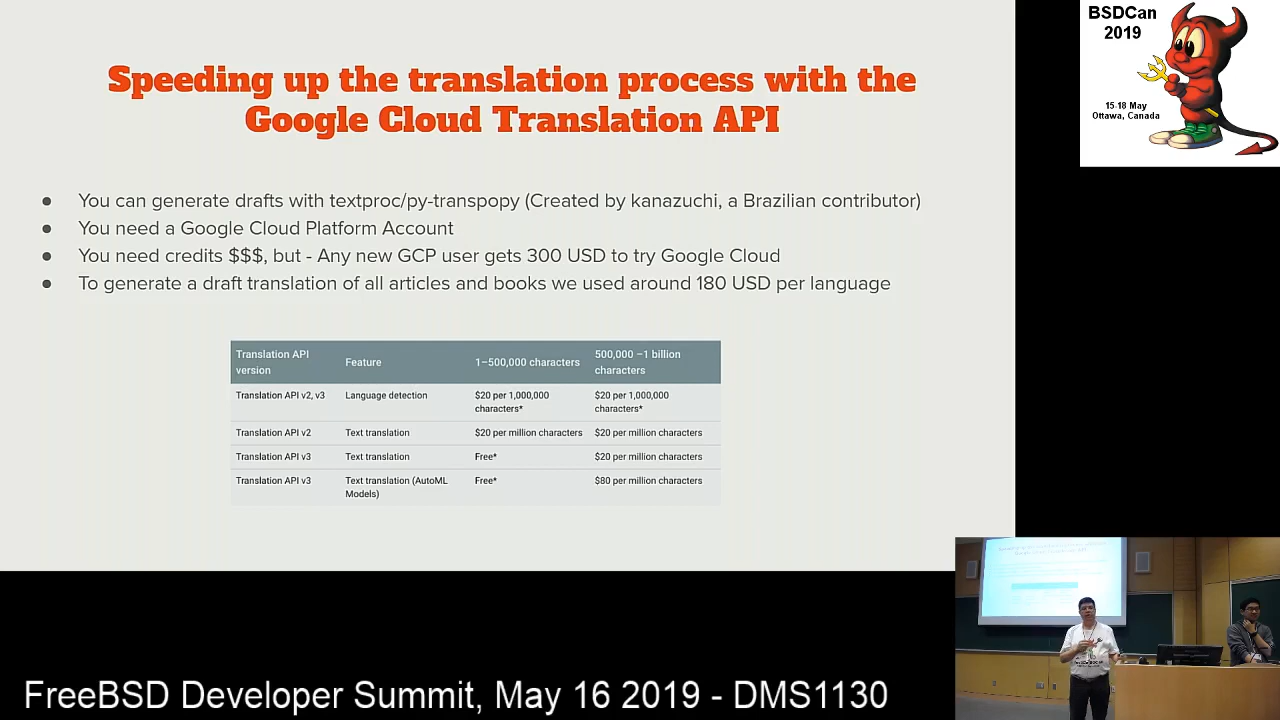 BSDCan
2019
15-18 May
Ottawa, Canada
Speeding up the translation process with the
Google Cloud Translation API
● You can generate drafts with textproc/py-transpopy (Created by kanazuchi, a Brazilian contributor)
● You need a Google Cloud Platform Account
● You need credits $$$, but - Any new GCP user gets 300 USD to try Google Cloud
● To generate a draft translation of all articles and books we used around 180 USD per language
Translation API version Feature 1–500,000 characters 500,000 –1 billion characters
Translation API v2, v3 Language detection $20 per 1,000,000 characters* $20 per 1,000,000 characters*
Translation API v2 Text translation $20 per million characters $20 per million characters
Translation API v3 Text translation Free* $20 per million characters
Translation API v3 Text translation (AutoML Models) Free* $80 per million characters
FreeBSD Developer Summit, May 16 2019 - DMS1130